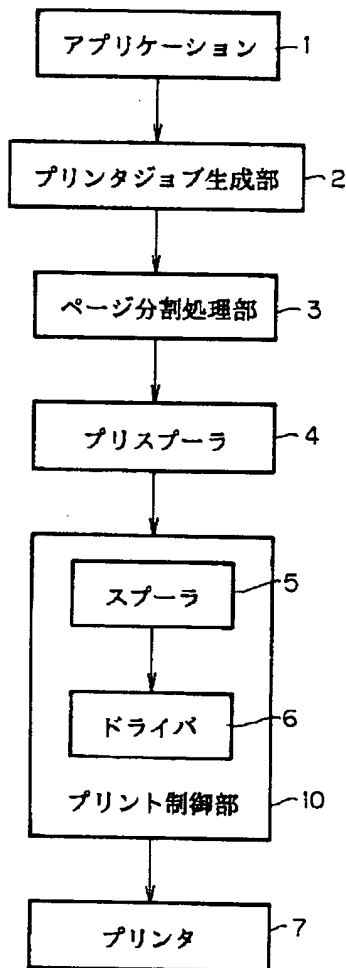 アプリケーション 1
プリンタジョブ生成部 2
ページ分割処理部 3
プリスプーラ 4
スプーラ 5
ドライバ 6
プリント制御部 10
プリンタ 7